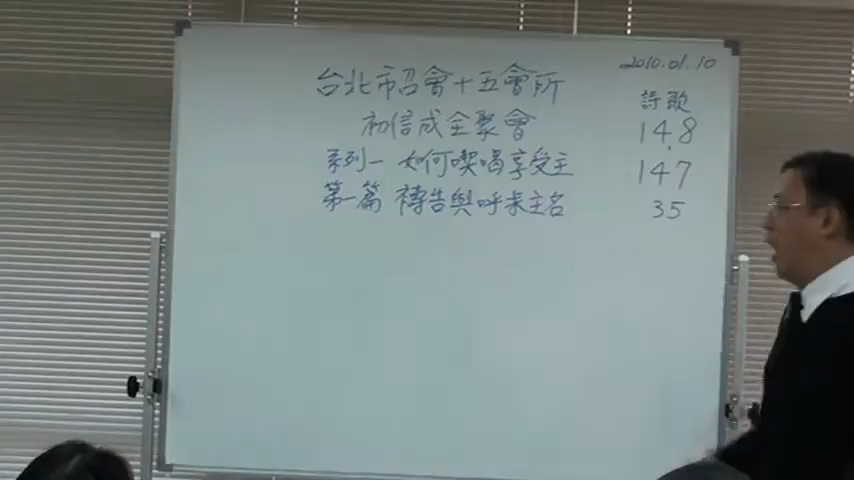 2010.01.10
台北市召會十五會所
初信成全聚會
系列一 如何喫喝享受主
第一篇 禱告與呼求主名
詩歌
148
147
35